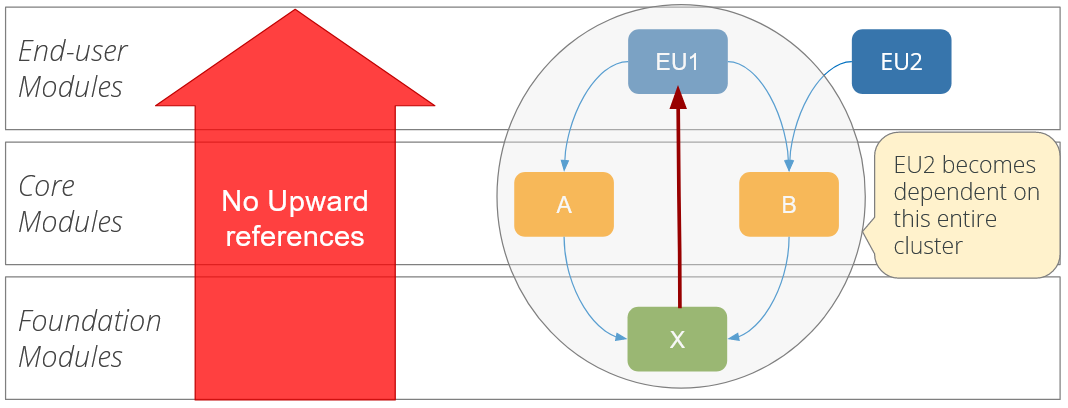 End-user
Modules
EU1
EU2
No Upward
references
Core
Modules
A
B
EU2 becomes
dependent on
this entire
cluster
Foundation
Modules
X